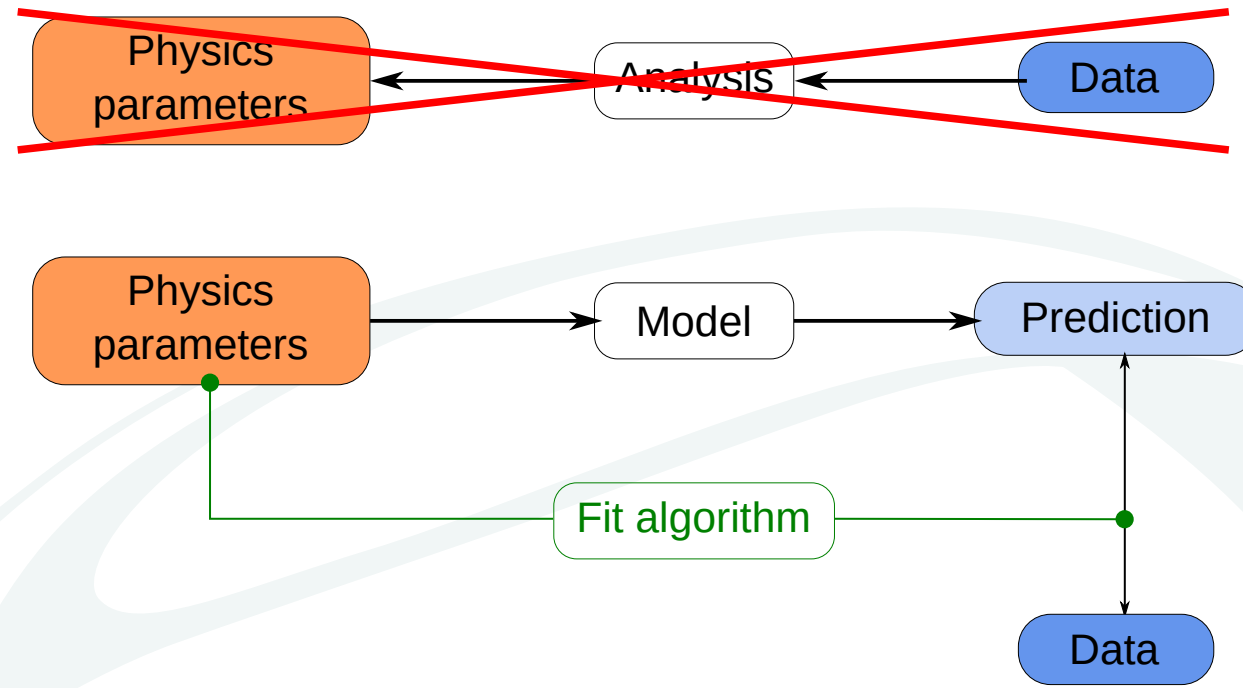 Physics
parameters
Analysis
Data
Physics
parameters
Model
Prediction
Fit algorithm
Data